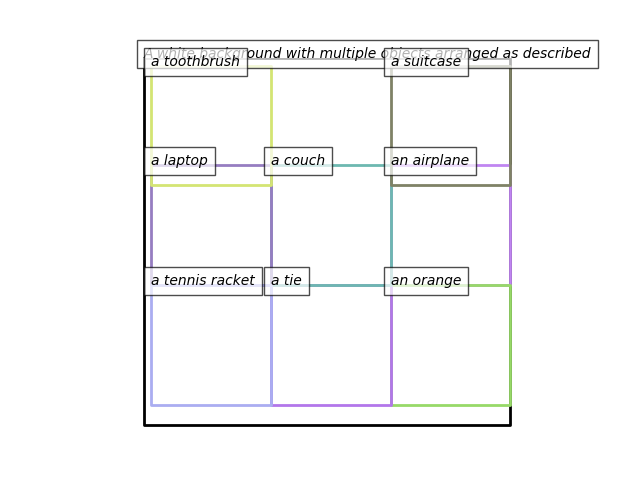 A white background with multiple objects arranged as described
a toothbrush
a suitcase
a laptop
a couch
an airplane
a tennis racket
a tie
an orange